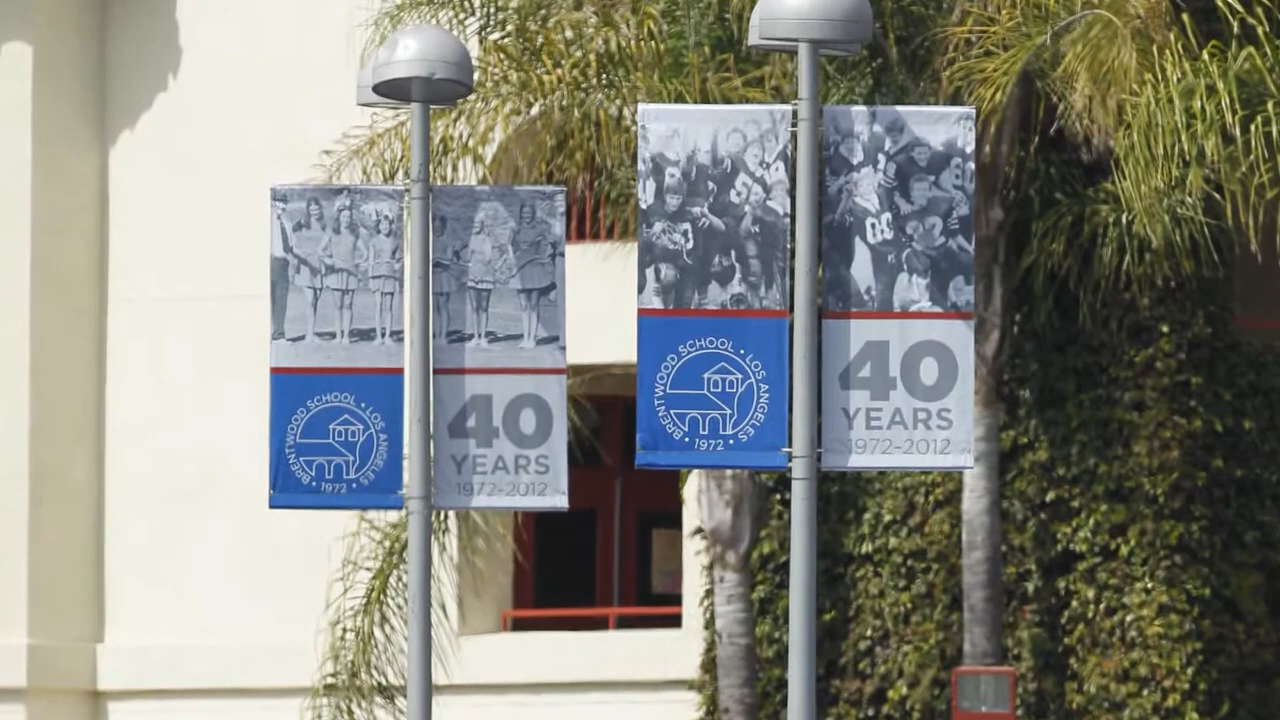 BRENTWOOD SCHOOL • LOS ANGELES
• 1972 •
40
YEARS
1972-2012
BRENTWOOD SCHOOL • LOS ANGELES
• 1972 •
40
YEARS
1972-2012